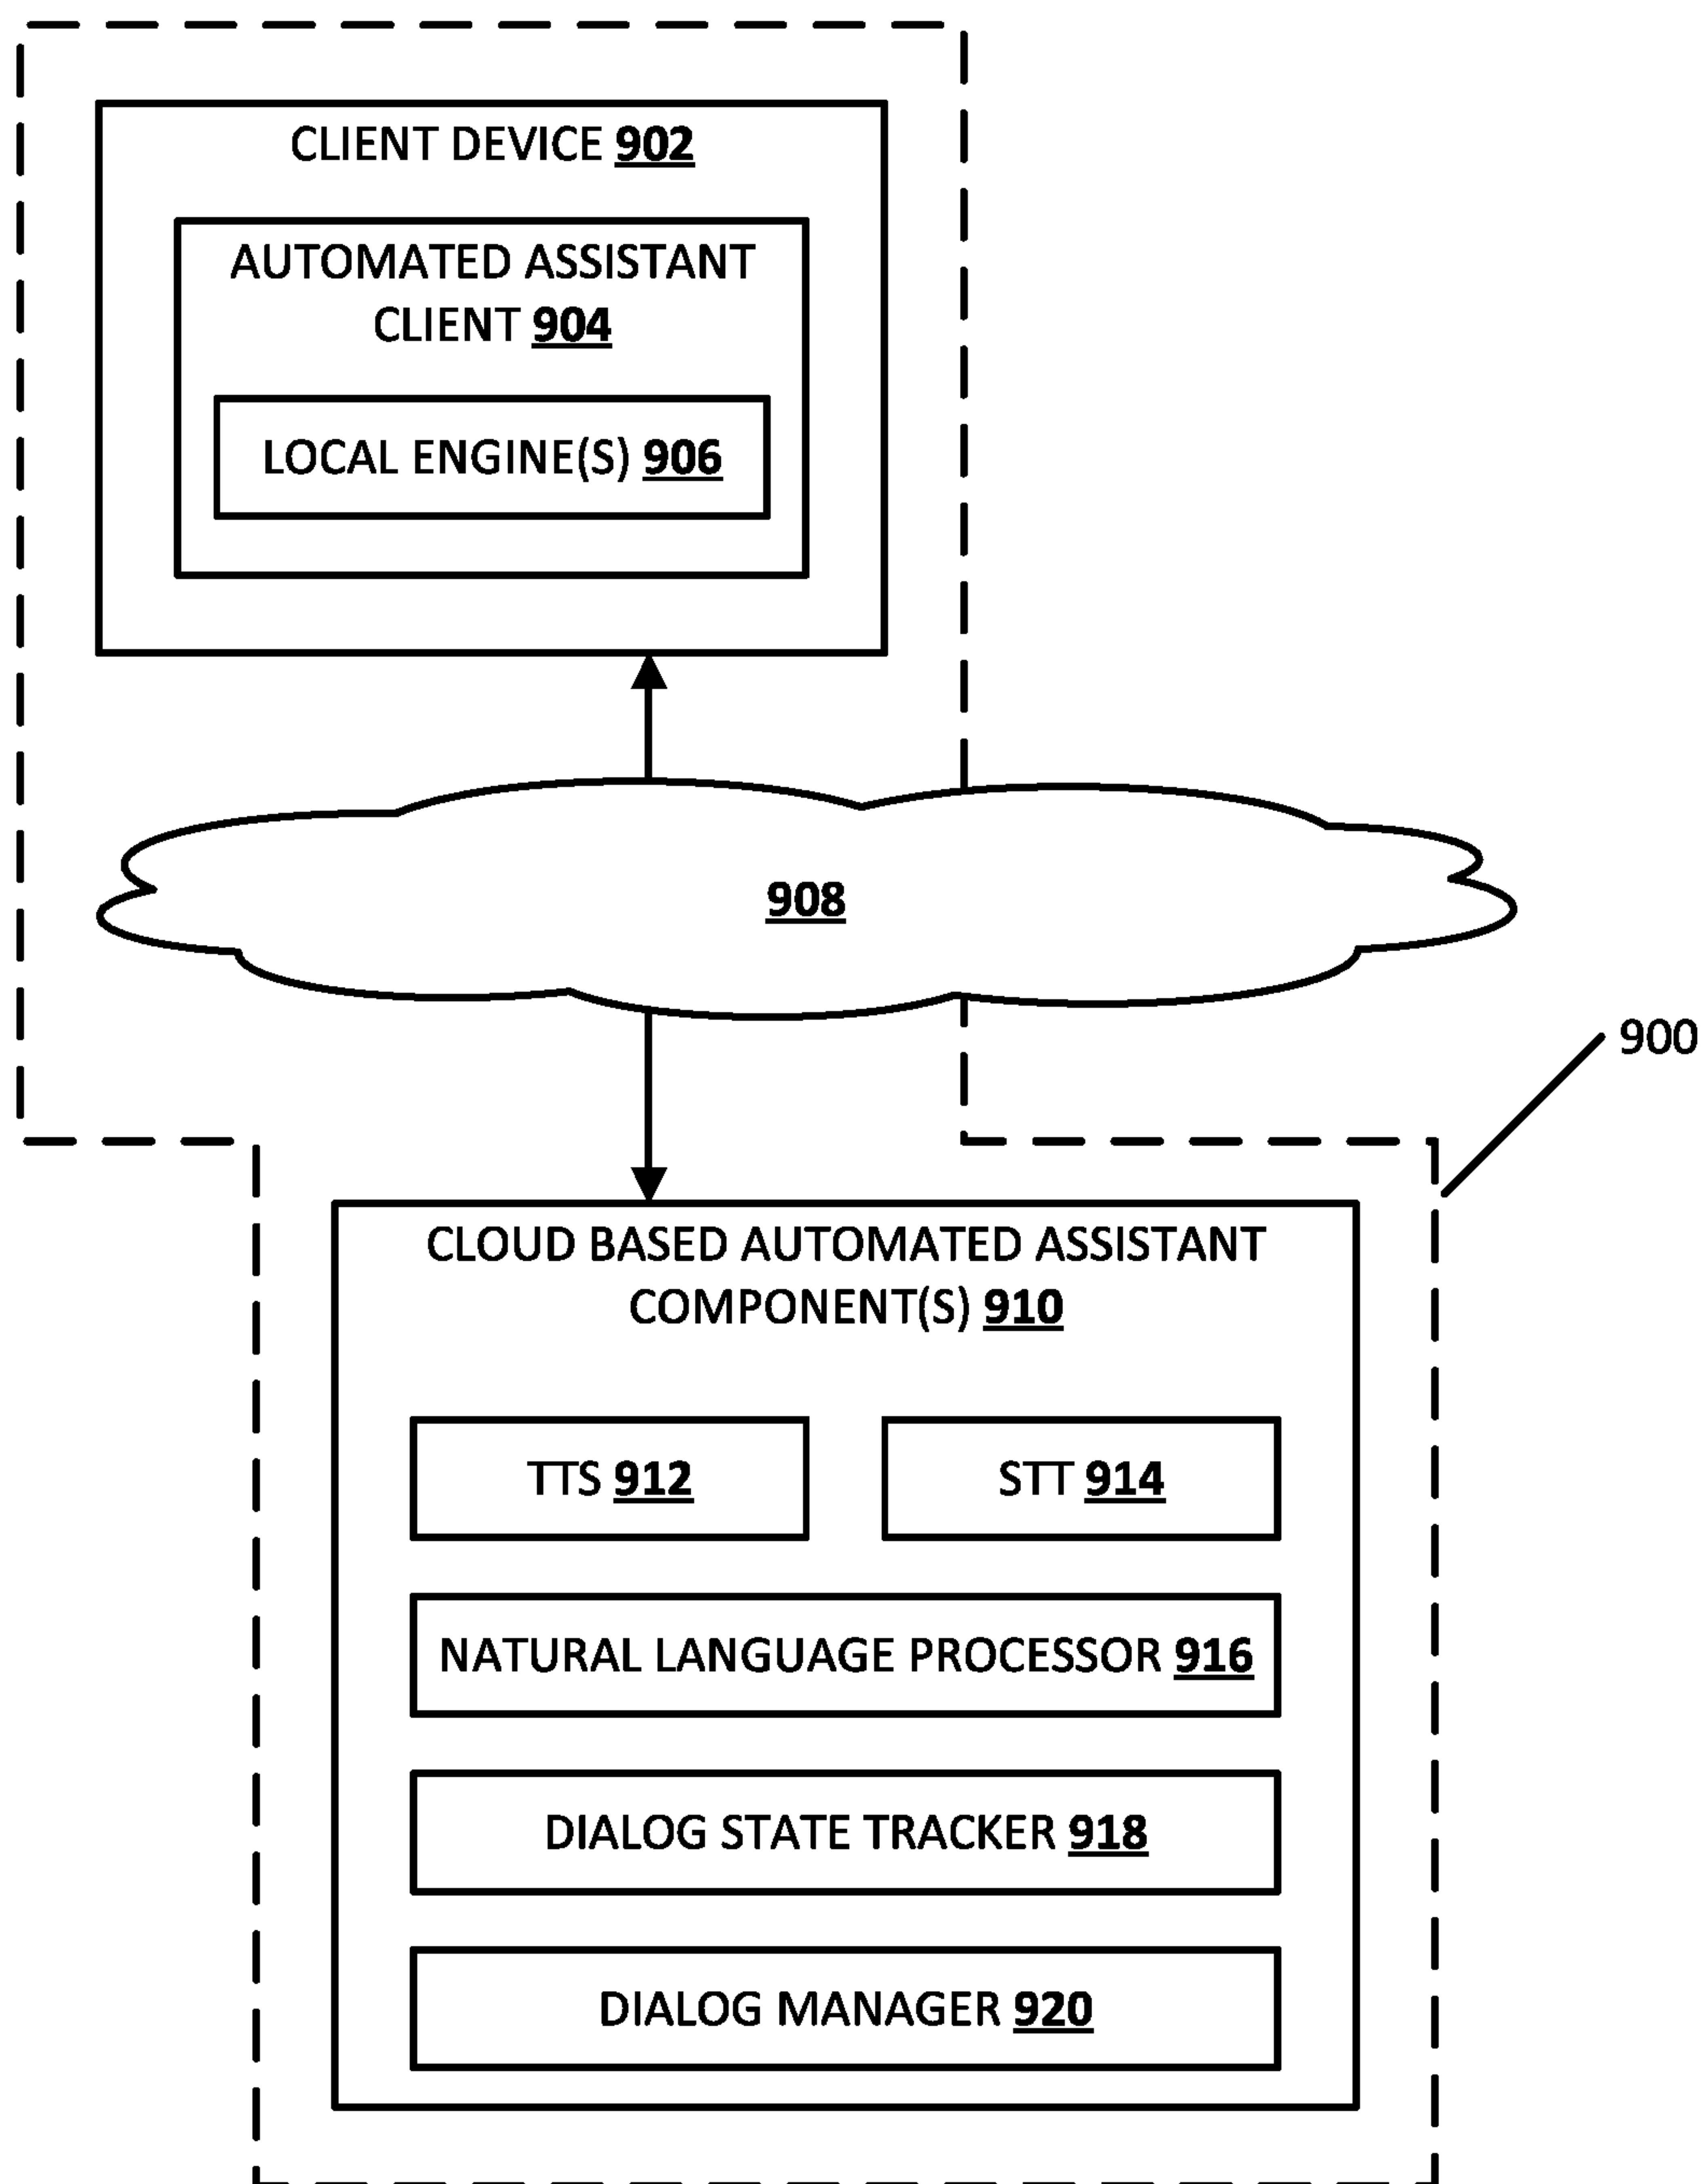 CLIENT DEVICE 902
AUTOMATED ASSISTANT
CLIENT 904
LOCAL ENGINE(S) 906
908
900
CLOUD BASED AUTOMATED ASSISTANT
COMPONENT(S) 910
TTS 912
STT 914
NATURAL LANGUAGE PROCESSOR 916
DIALOG STATE TRACKER 918
DIALOG MANAGER 920